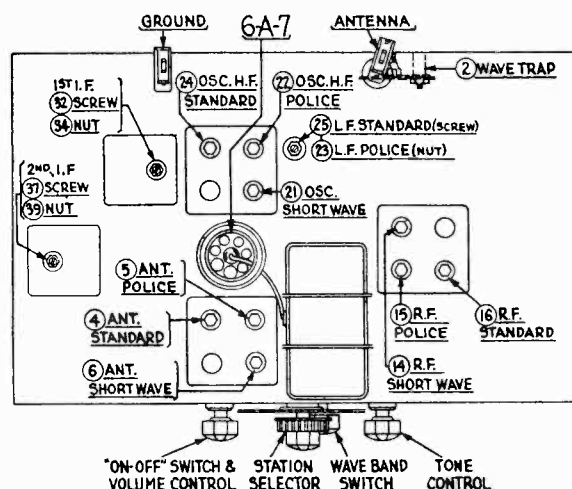 GROUND
6-A-7
ANTENNA
2 WAVE TRAP
24 OSC. H.F.
STANDARD
22 OSC. H.F.
POLICE
1ST I.F.
32 SCREW
34 NUT
25 L.F. STANDARD (SCREW)
23 L.F. POLICE (NUT)
2ND. I.F
37 SCREW
39 NUT
21 OSC.
SHORT WAVE
5 ANT.
POLICE
4 ANT.
STANDARD
6 ANT.
SHORT WAVE
15 R.F.
POLICE
16 R.F.
STANDARD
14 R.F.
SHORT WAVE
"ON-OFF" SWITCH &
VOLUME CONTROL
STATION
SELECTOR
WAVE BAND
SWITCH
TONE
CONTROL